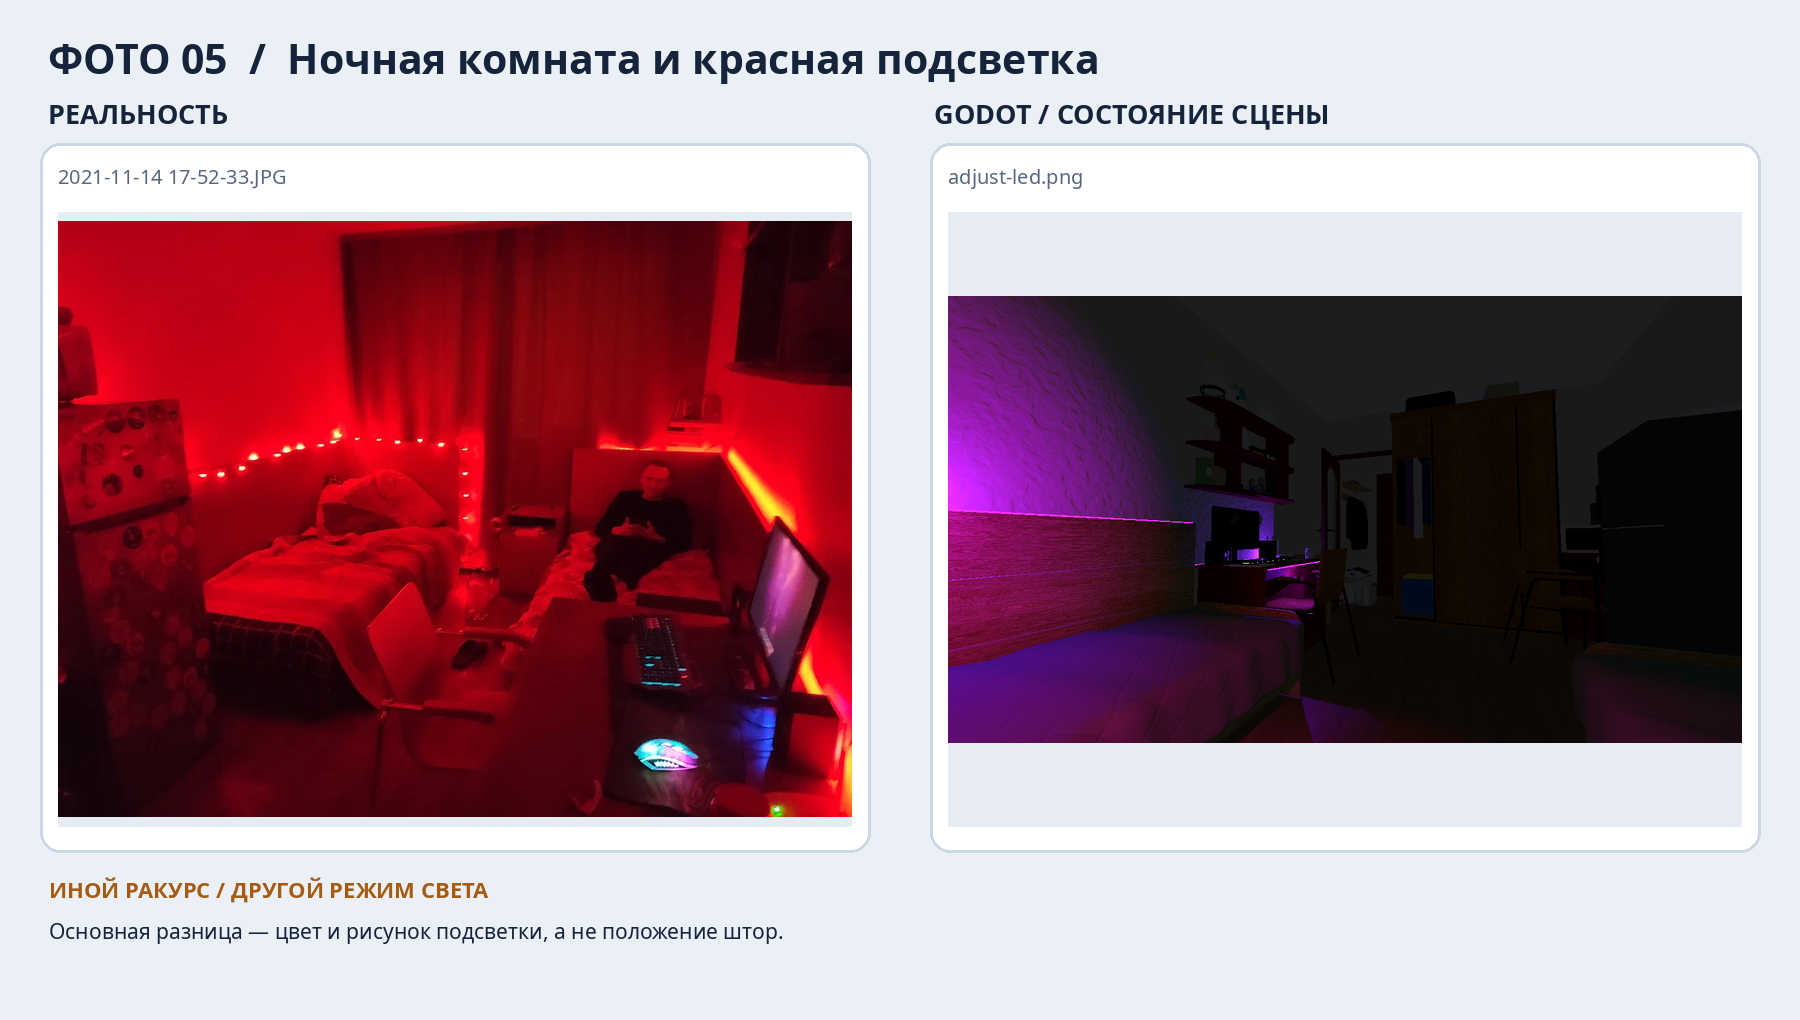 ФОТО 05 / Ночная комната и красная подсветка
РЕАЛЬНОСТЬ
2021-11-14 17-52-33.JPG
GODOT / СОСТОЯНИЕ СЦЕНЫ
adjust-led.png
ИНОЙ РАКУРС / ДРУГОЙ РЕЖИМ СВЕТА
Основная разница — цвет и рисунок подсветки, а не положение штор.